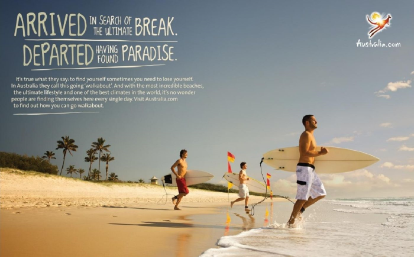 ARRIVED IN SEARCH OF THE ULTIMATE BREAK.
DEPARTED HAVING FOUND PARADISE.
It's true what they say: to find yourself sometimes you need to lose yourself.
In Australia they call this going 'walkabout'. And with the most incredible beaches,
the ultimate lifestyle and one of the best climates in the world, it's no wonder
people are finding themselves here every single day. Visit Australia.com
to find out how you can go walkabout.
Australia.com